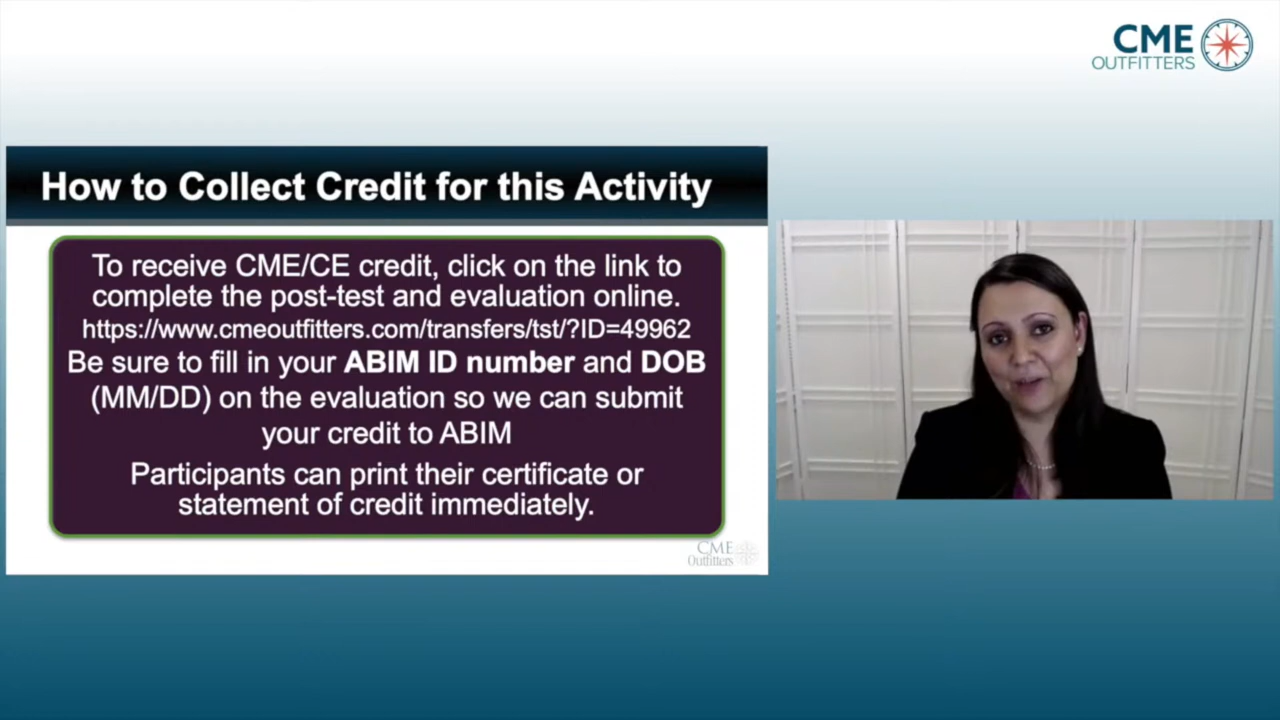 CME
OUTFITTERS
How to Collect Credit for this Activity
To receive CME/CE credit, click on the link to
complete the post-test and evaluation online.
https://www.cmeoutfitters.com/transfers/tst/?ID=49962
Be sure to fill in your ABIM ID number and DOB
(MM/DD) on the evaluation so we can submit
your credit to ABIM
Participants can print their certificate or
statement of credit immediately.
CME
Outfitters